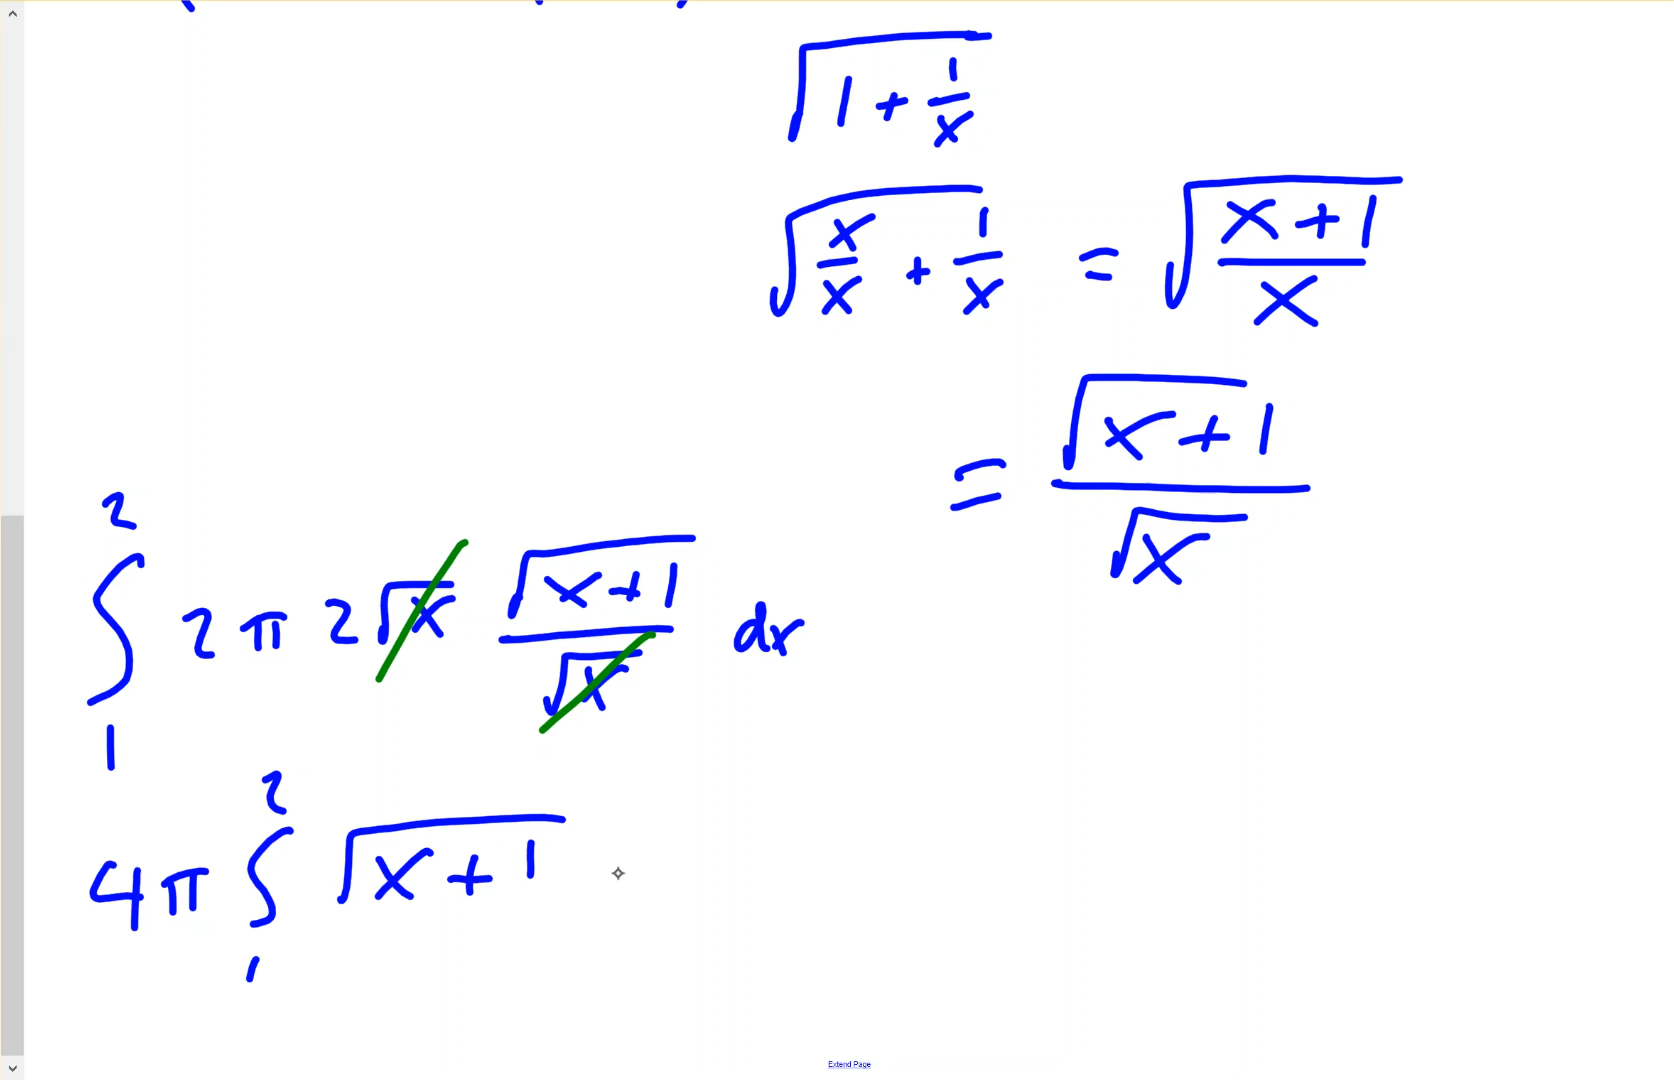 √(1 + 1/x)
√(x/x + 1/x) = √((x + 1)/x)
= √(x + 1)/√x
∫₁² 2π 2√x √(x + 1)/√x dx
4π ∫₁² √(x + 1)
Extend Page